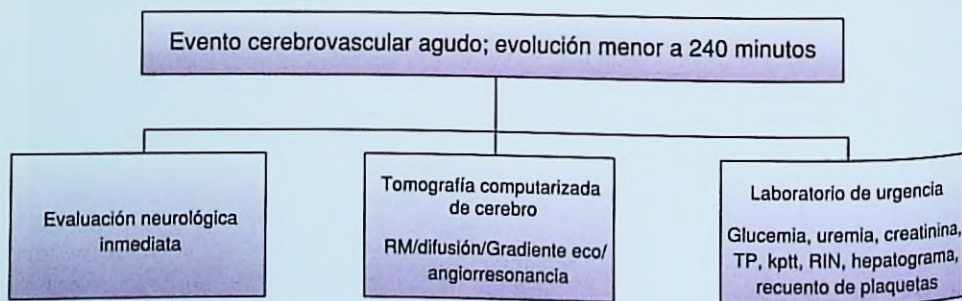 Evento cerebrovascular agudo; evolución menor a 240 minutos
Evaluación neurológica
inmediata
Tomografía computarizada
de cerebro
RM/difusión/Gradiente eco/
angiorresonancia
Laboratorio de urgencia
Glucemia, uremia, creatinina,
TP, kptt, RIN, hepatograma,
recuento de plaquetas